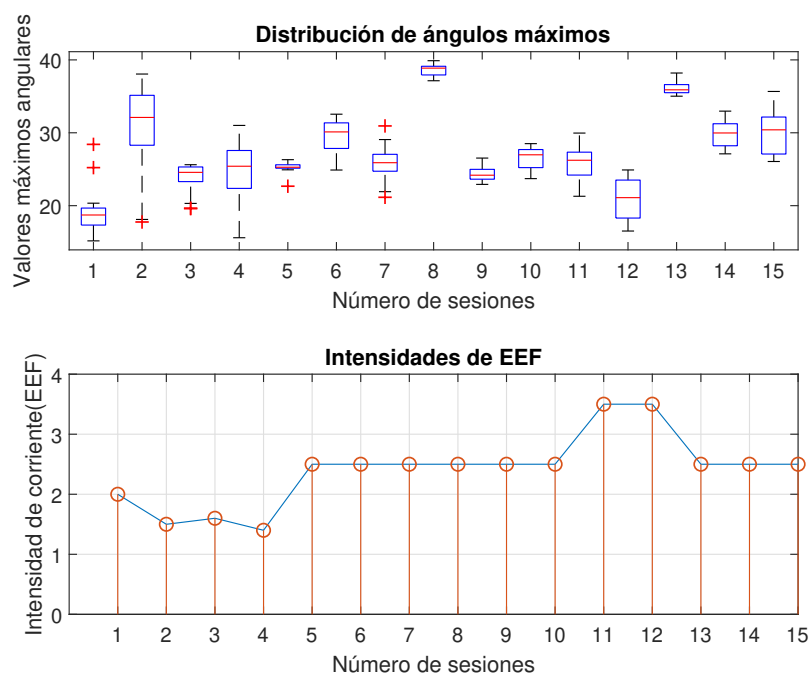 Distribución de ángulos máximos
Valores máximos angulares
40
30
20
1 2 3 4 5 6 7 8 9 10 11 12 13 14 15
Número de sesiones
Intensidades de EEF
Intensidad de corriente(EEF)
4
3
2
1
0
1 2 3 4 5 6 7 8 9 10 11 12 13 14 15
Número de sesiones